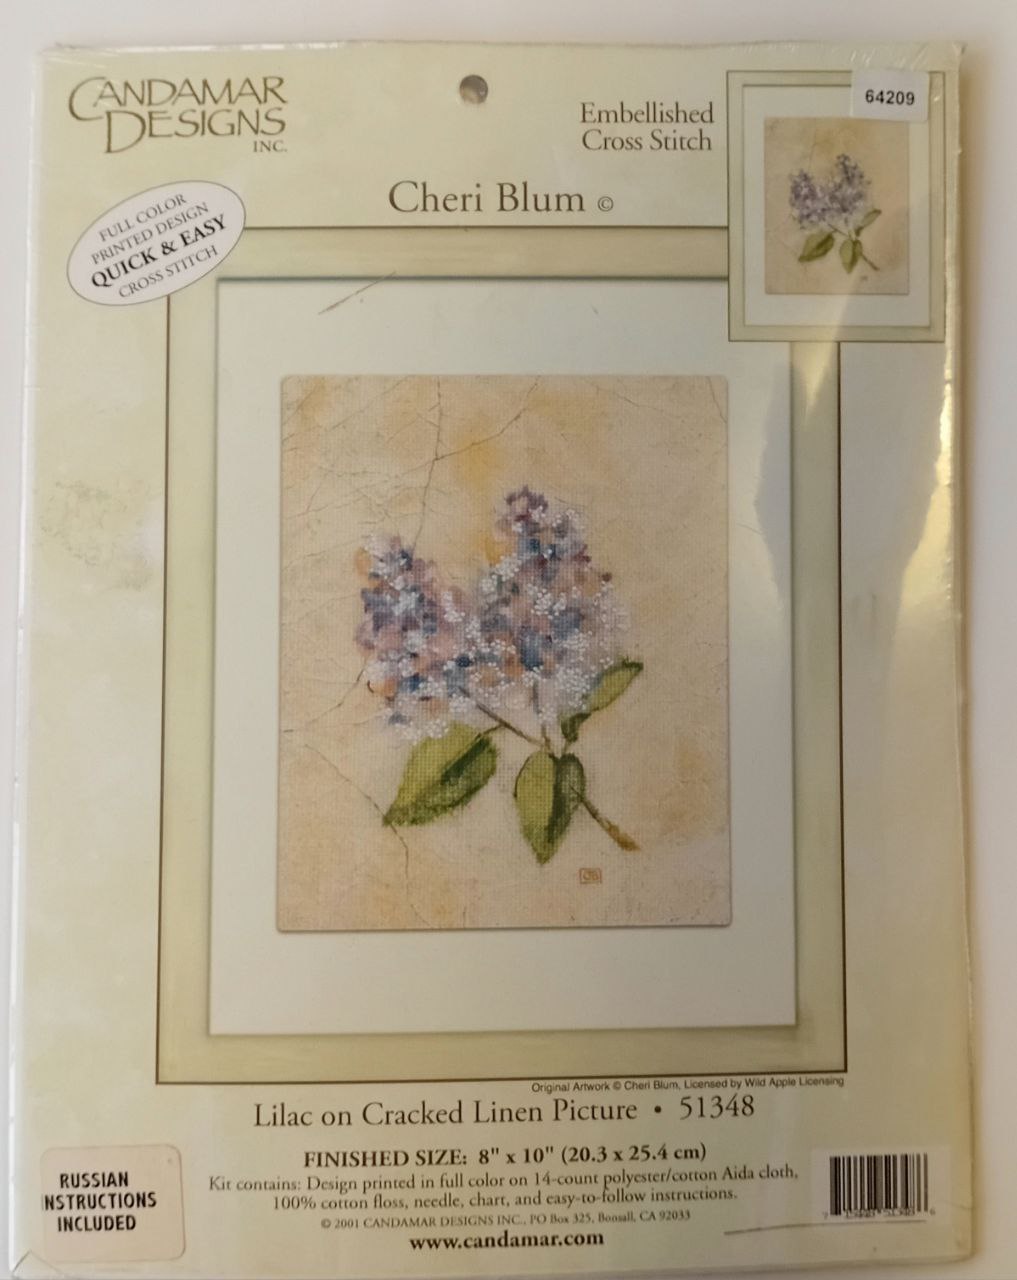 CANDAMAR
DESIGNS
INC.
Embellished
Cross Stitch
64209
Cheri Blum ©
FULL COLOR
PRINTED DESIGN
QUICK & EASY
CROSS STITCH
CB
Original Artwork © Cheri Blum, Licensed by Wild Apple Licensing
Lilac on Cracked Linen Picture • 51348
FINISHED SIZE: 8" x 10" (20.3 x 25.4 cm)
Kit contains: Design printed in full color on 14-count polyester/cotton Aida cloth,
100% cotton floss, needle, chart, and easy-to-follow instructions.
© 2001 CANDAMAR DESIGNS INC., PO Box 325, Bonsall, CA 92033
www.candamar.com
RUSSIAN
INSTRUCTIONS
INCLUDED